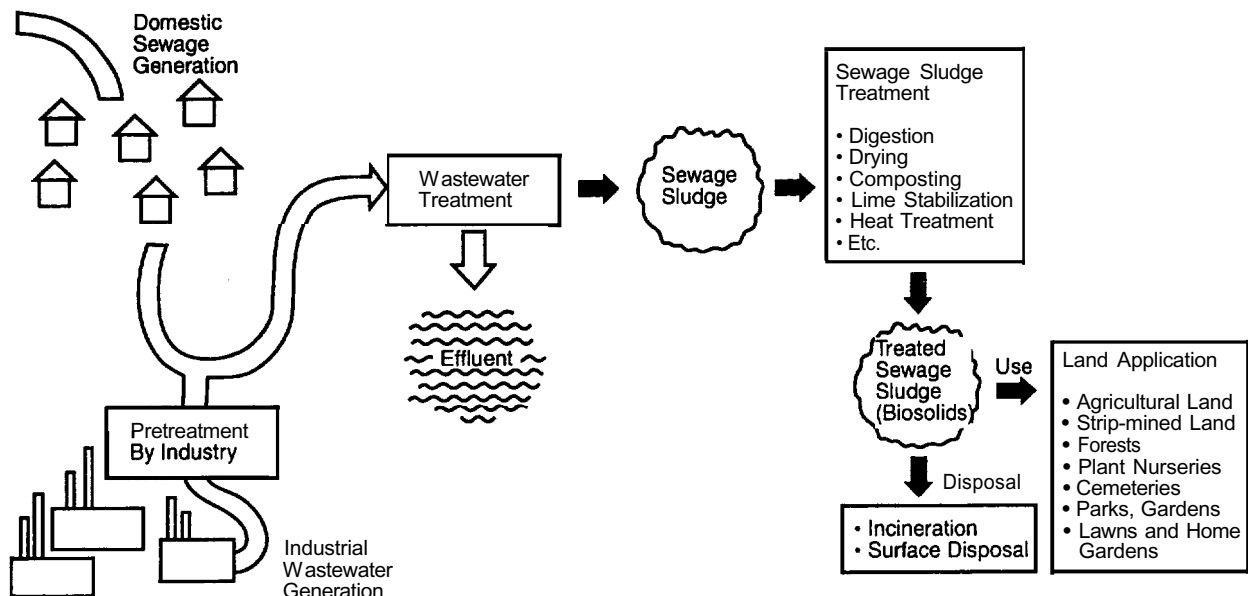 Domestic
Sewage
Generation
Wastewater
Treatment
Sewage
Sludge
Sewage Sludge
Treatment
• Digestion
• Drying
• Composting
• Lime Stabilization
• Heat Treatment
• Etc.
Effluent
Treated
Sewage
Sludge
(Biosolids)
Use
Land Application
• Agricultural Land
• Strip-mined Land
• Forests
• Plant Nurseries
• Cemeteries
• Parks, Gardens
• Lawns and Home
Gardens
Disposal
• Incineration
• Surface Disposal
Pretreatment
By Industry
Industrial
Wastewater
Generation